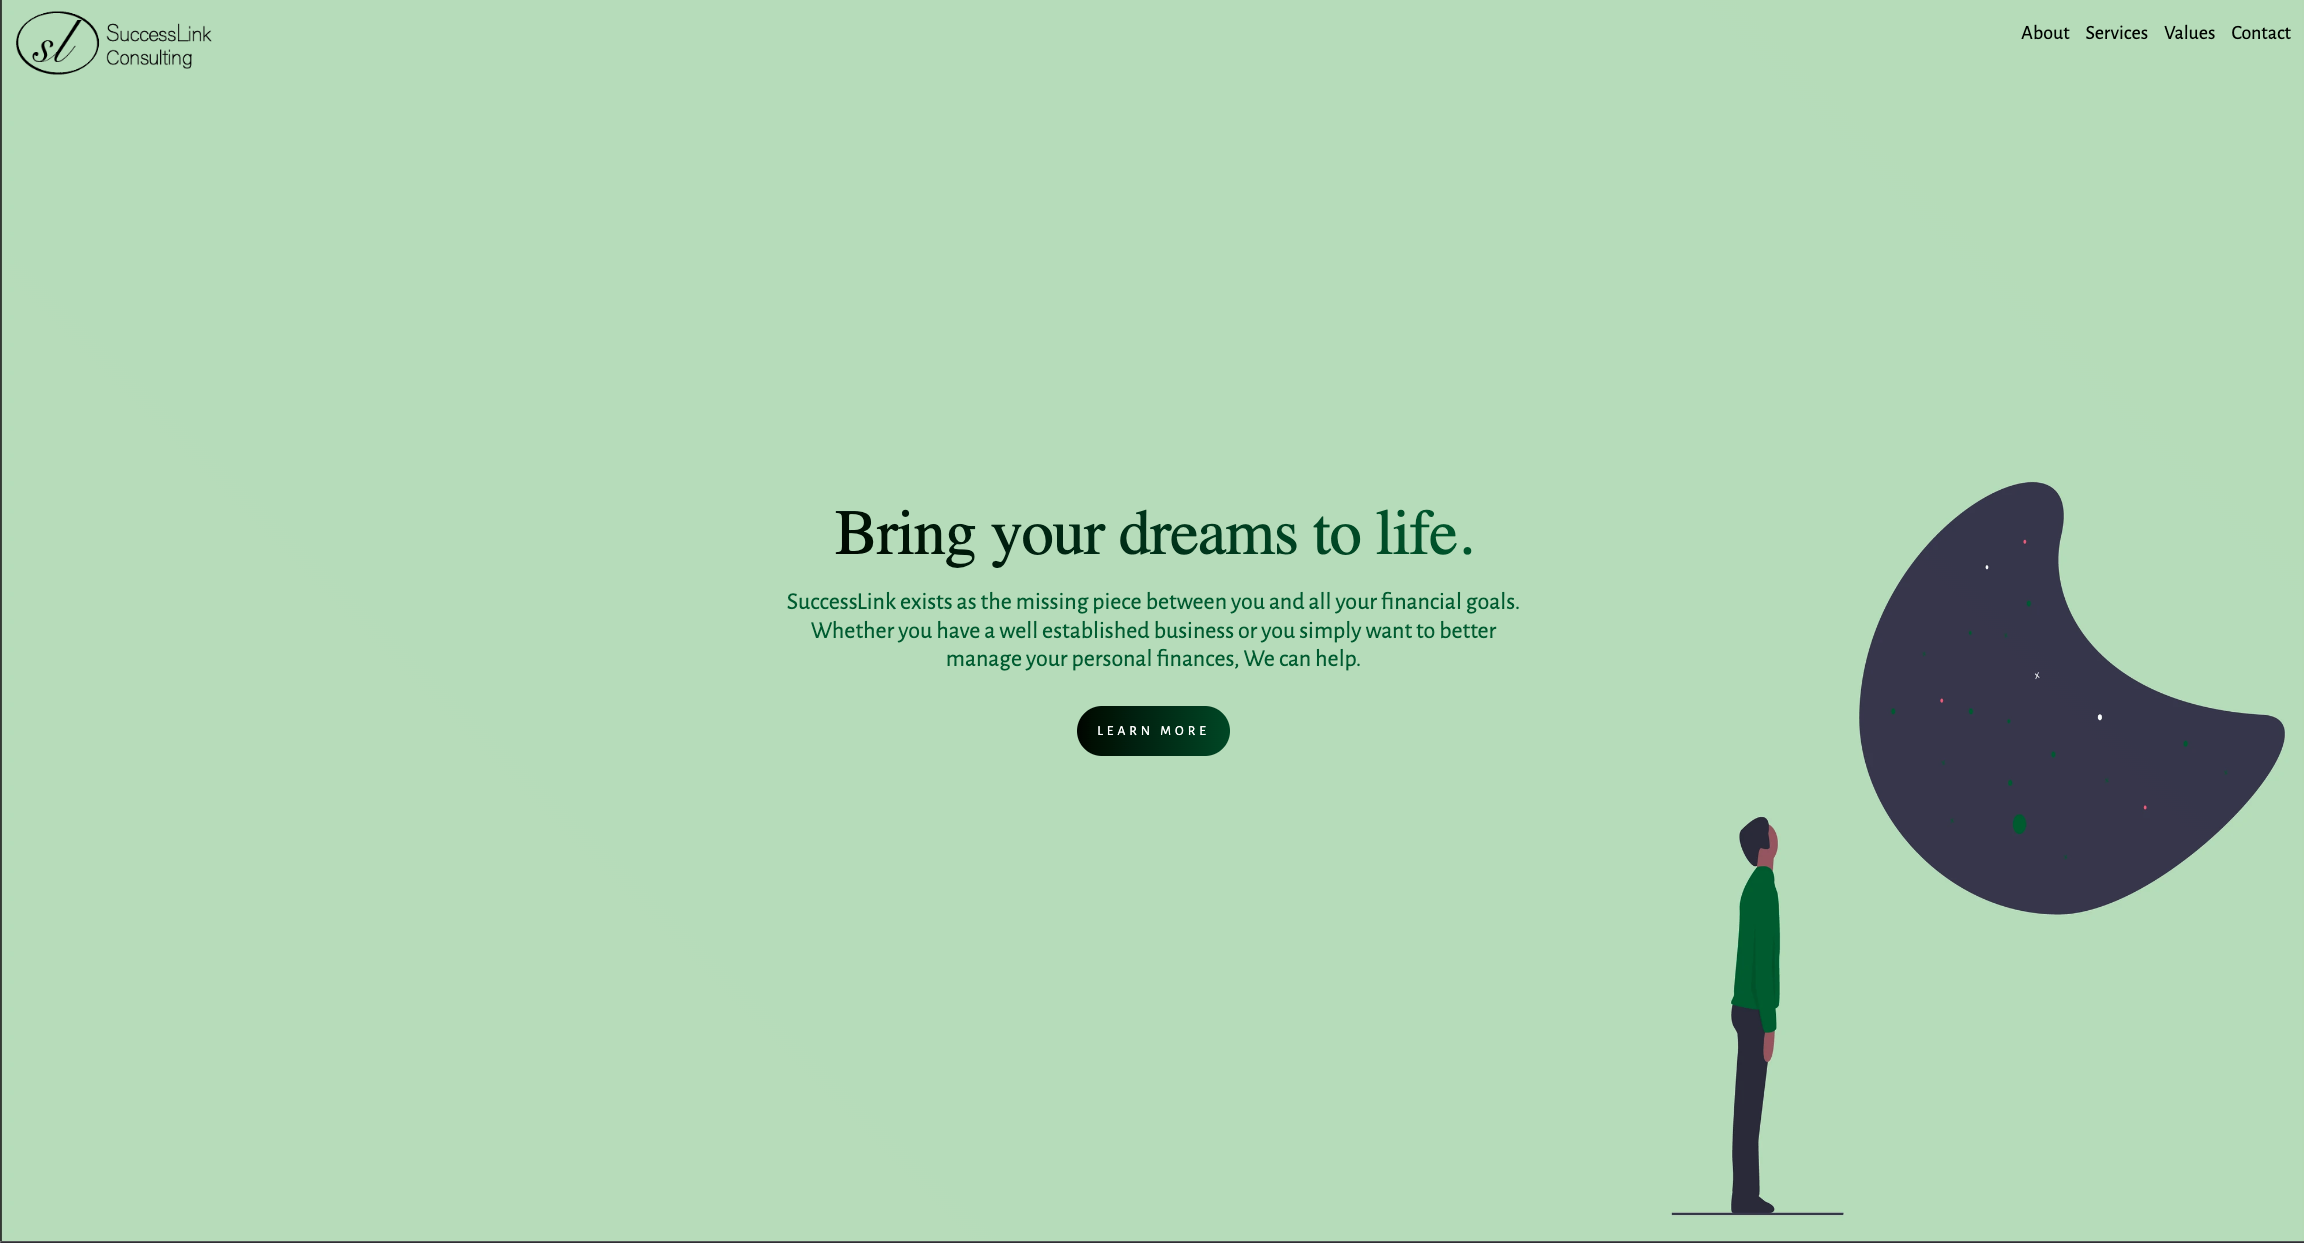 sl
SuccessLink
Consulting
About Services Values Contact
Bring your dreams to life.
SuccessLink exists as the missing piece between you and all your financial goals.
Whether you have a well established business or you simply want to better
manage your personal finances, We can help.
LEARN MORE